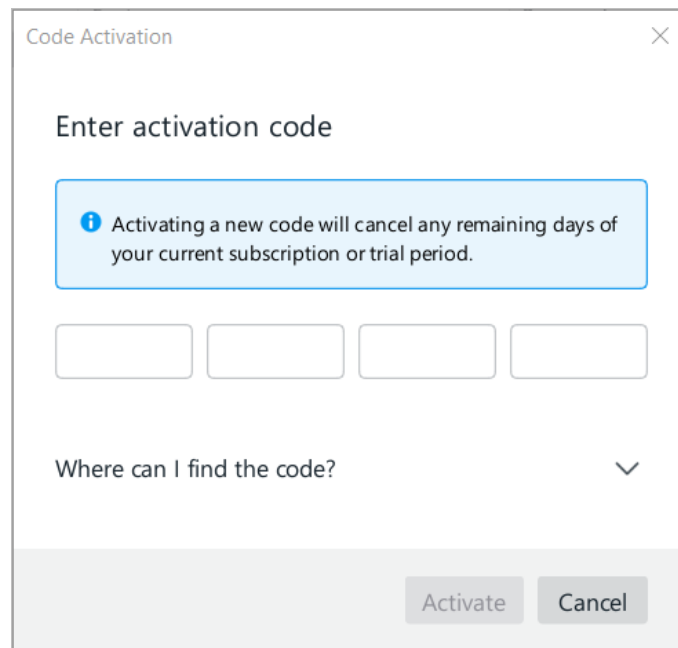 Code Activation
Enter activation code
Activating a new code will cancel any remaining days of
your current subscription or trial period.
Where can I find the code?
Activate Cancel